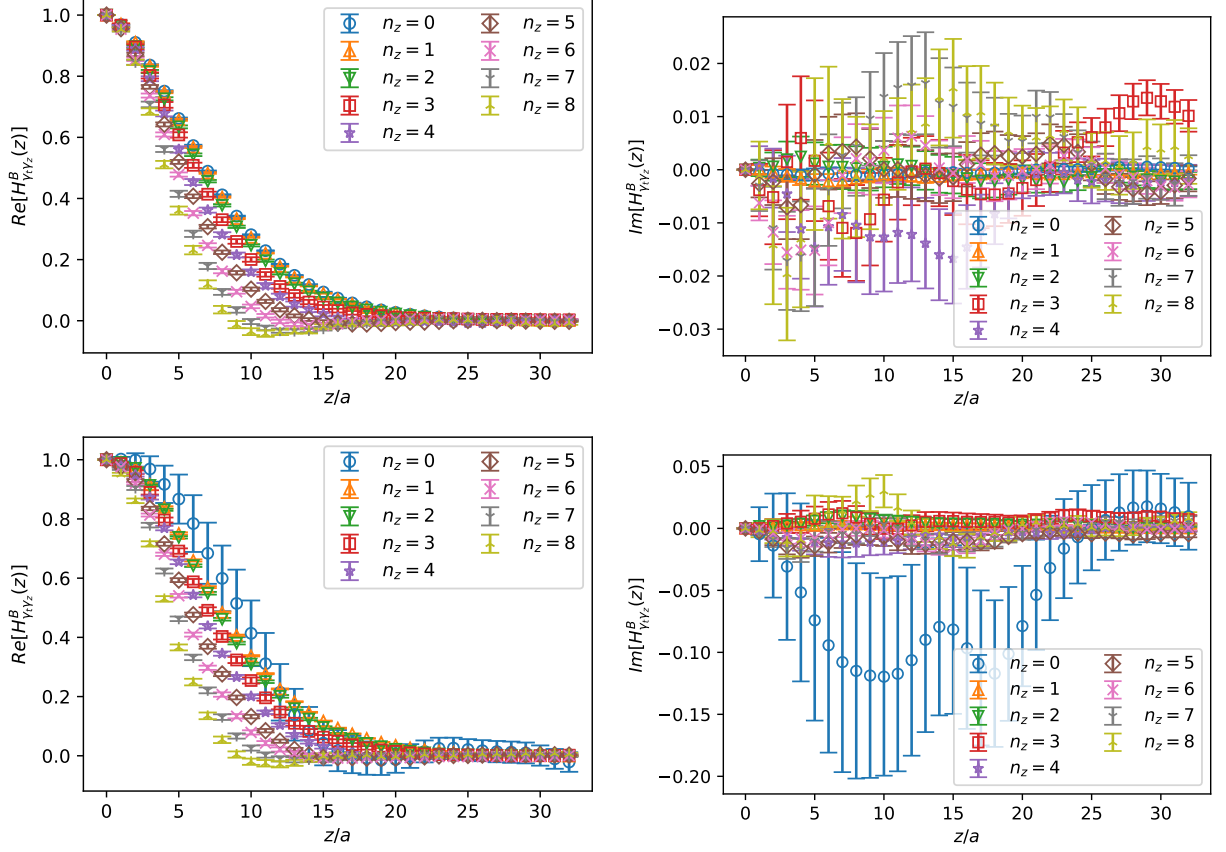 Re[H^B_{γ_tγ_z}(z)]
1.0
0.8
0.6
0.4
0.2
0.0
0 5 10 15 20 25 30
z/a
n_z = 0
n_z = 1
n_z = 2
n_z = 3
n_z = 4
n_z = 5
n_z = 6
n_z = 7
n_z = 8
Im[H^B_{γ_tγ_z}(z)]
0.02
0.01
0.00
−0.01
−0.02
−0.03
0 5 10 15 20 25 30
z/a
n_z = 0
n_z = 1
n_z = 2
n_z = 3
n_z = 4
n_z = 5
n_z = 6
n_z = 7
n_z = 8
Re[H^B_{γ_tγ_z}(z)]
1.0
0.8
0.6
0.4
0.2
0.0
0 5 10 15 20 25 30
z/a
n_z = 0
n_z = 1
n_z = 2
n_z = 3
n_z = 4
n_z = 5
n_z = 6
n_z = 7
n_z = 8
Im[H^B_{γ_tγ_z}(z)]
0.05
0.00
−0.05
−0.10
−0.15
−0.20
0 5 10 15 20 25 30
z/a
n_z = 0
n_z = 1
n_z = 2
n_z = 3
n_z = 4
n_z = 5
n_z = 6
n_z = 7
n_z = 8